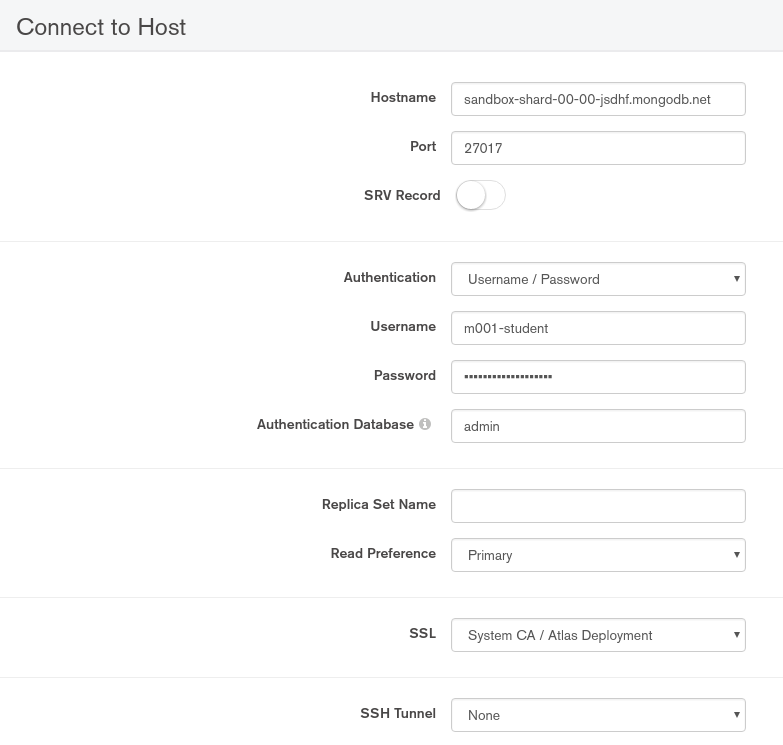 Connect to Host
Hostname sandbox-shard-00-00-jsdhf.mongodb.net
Port 27017
SRV Record
Authentication Username / Password
Username m001-student
Password ▪▪▪▪▪▪▪▪▪▪▪▪▪▪▪▪▪▪▪
Authentication Database admin
Replica Set Name
Read Preference Primary
SSL System CA / Atlas Deployment
SSH Tunnel None